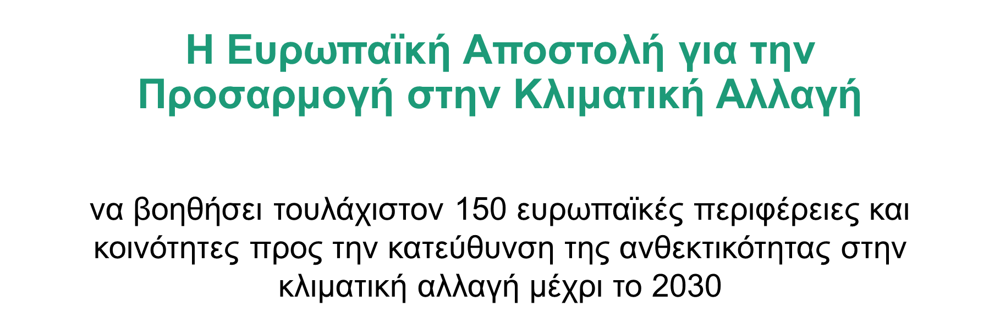 Η Ευρωπαϊκή Αποστολή για την
Προσαρμογή στην Κλιματική Αλλαγή
να βοηθήσει τουλάχιστον 150 ευρωπαϊκές περιφέρειες και
κοινότητες προς την κατεύθυνση της ανθεκτικότητας στην
κλιματική αλλαγή μέχρι το 2030